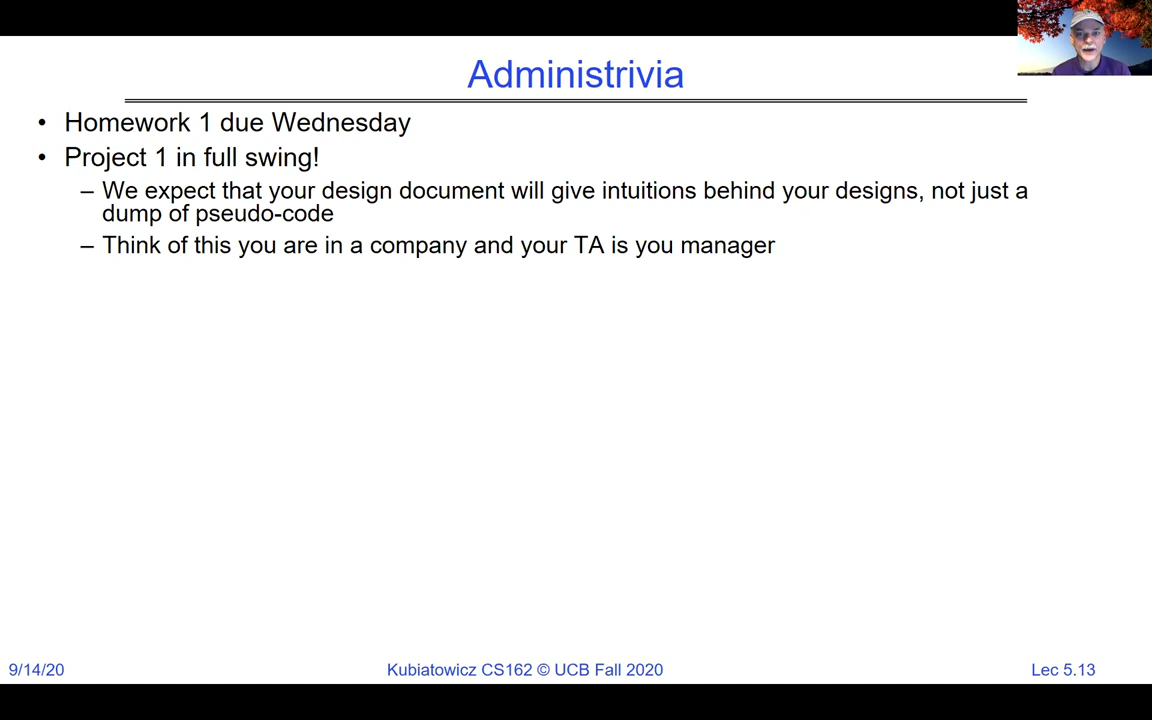 Administrivia
• Homework 1 due Wednesday
• Project 1 in full swing!
– We expect that your design document will give intuitions behind your designs, not just a
dump of pseudo-code
– Think of this you are in a company and your TA is you manager
9/14/20
Kubiatowicz CS162 © UCB Fall 2020
Lec 5.13